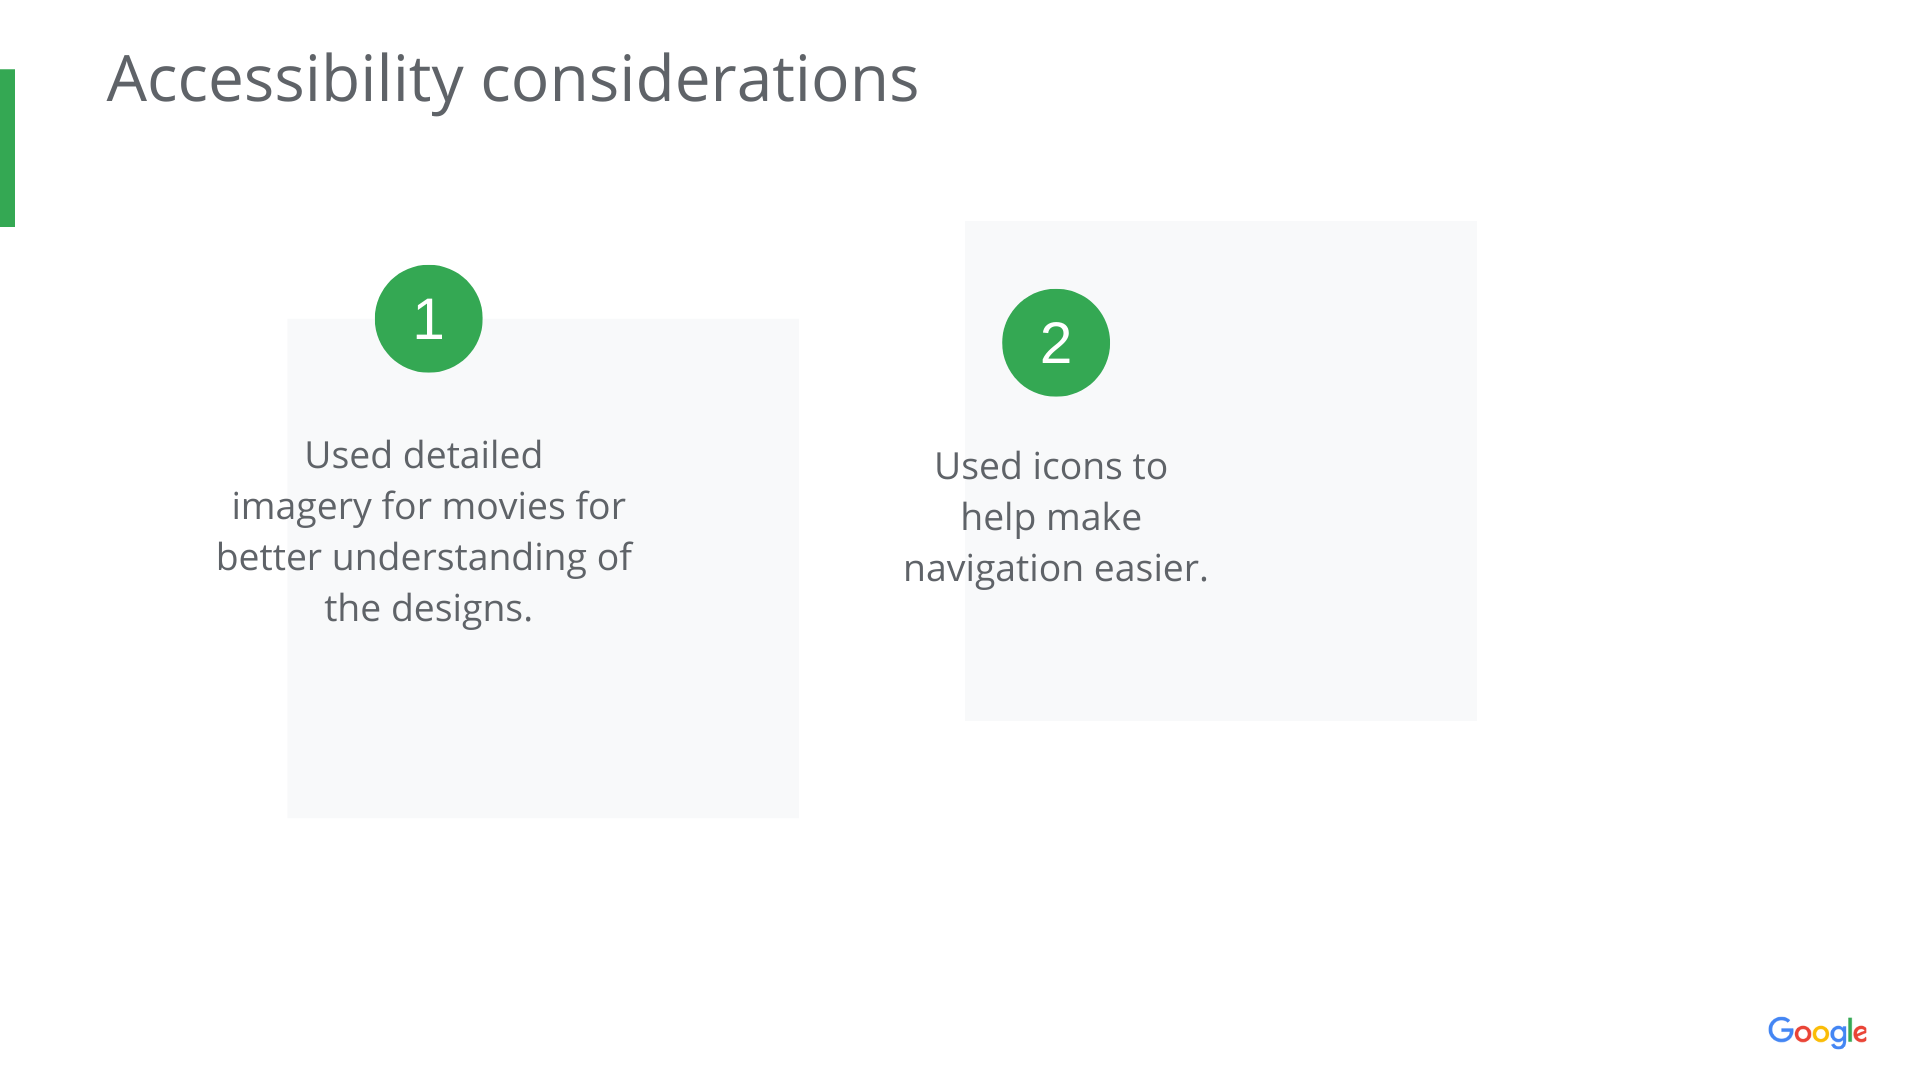 Accessibility considerations
1
Used detailed
imagery for movies for
better understanding of
the designs.
2
Used icons to
help make
navigation easier.
Google